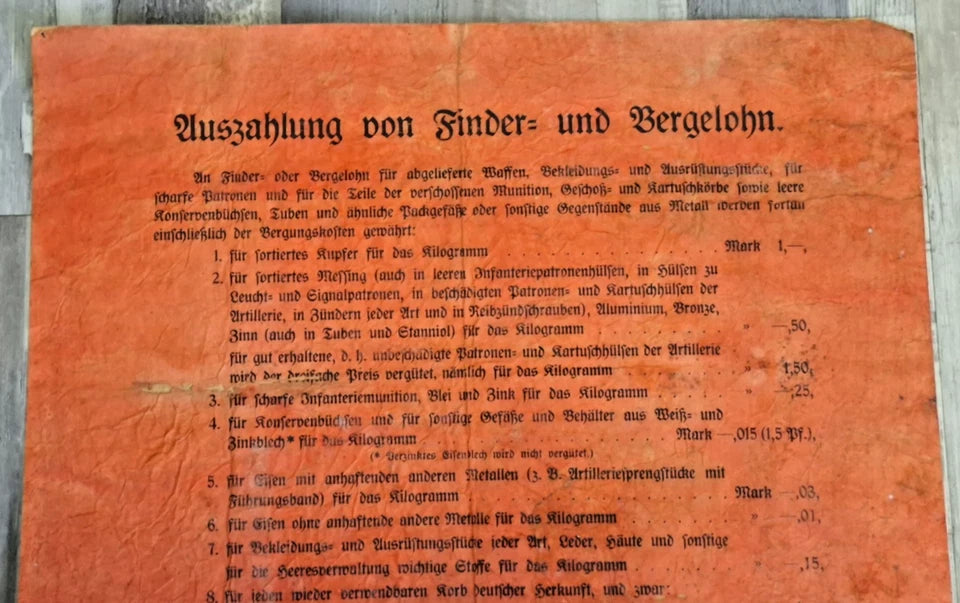 Auszahlung von Finder- und Bergelohn.
An Finder- oder Bergelohn für abgelieferte Waffen, Bekleidungs- und Ausrüstungsstücke, für
scharfe Patronen und für die Teile der verschossenen Munition, Geschoß- und Kartuschkörbe sowie leere
Konservenbüchsen, Tuben und ähnliche Packgefäße oder sonstige Gegenstände aus Metall werden fortan
einschließlich der Bergungskosten gewährt:
1. für sortiertes Kupfer für das Kilogramm . . . . . . . . . . . . . Mark 1,—,
2. für sortiertes Messing (auch in leeren Infanteriepatronenhülsen, in Hülsen zu
Leucht- und Signalpatronen, in beschädigten Patronen- und Kartuschhülsen der
Artillerie, in Zündern jeder Art und in Reibzündschrauben), Aluminium, Bronze,
Zinn (auch in Tuben und Stanniol) für das Kilogramm . . . . . . . . » —,50,
für gut erhaltene, d. h. unbeschädigte Patronen- und Kartuschhülsen der Artillerie
wird der dreifache Preis vergütet, nämlich für das Kilogramm . . . . . . » 1,50,
3. für scharfe Infanteriemunition, Blei und Zink für das Kilogramm . . . . » —,25,
4. für Konservenbüchsen und für sonstige Gefäße und Behälter aus Weiß- und
Zinkblech* für das Kilogramm . . . . . . . . . . . . . . Mark —,015 (1,5 Pf.),
(* Verzinktes Eisenblech wird nicht vergütet.)
5. für Eisen mit anhaftenden anderen Metallen (z. B. Artilleriesprengstücke mit
Führungsband) für das Kilogramm . . . . . . . . . . . . . . . Mark —,03,
6. für Eisen ohne anhaftende andere Metalle für das Kilogramm . . . . . . » —,01,
7. für Bekleidungs- und Ausrüstungsstücke jeder Art, Leder, Häute und sonstige
für die Heeresverwaltung wichtige Stoffe für das Kilogramm . . . . . . » —,15,
8. für jeden wieder verwendbaren Korb deutscher Herkunft, und zwar: